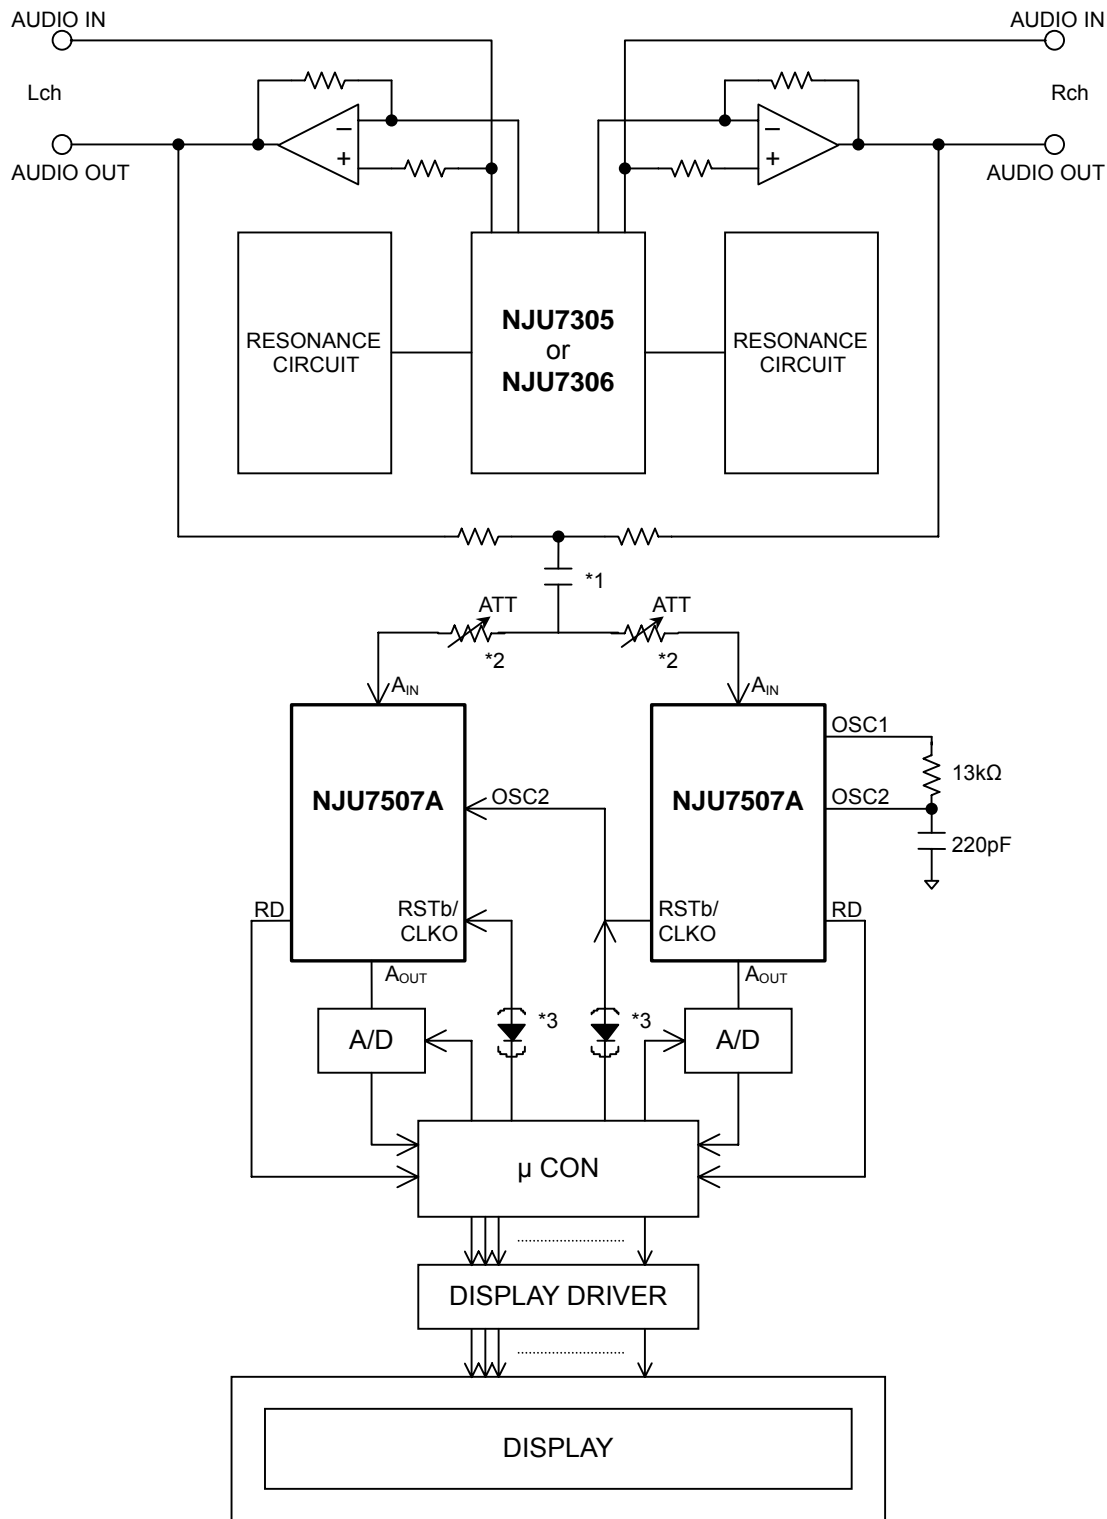 AUDIO IN
AUDIO IN
Lch
Rch
AUDIO OUT
AUDIO OUT
−
+
−
+
RESONANCE
CIRCUIT
NJU7305
or
NJU7306
RESONANCE
CIRCUIT
*1
ATT
ATT
*2
*2
AIN
AIN
OSC1
13kΩ
NJU7507A
OSC2
NJU7507A
OSC2
220pF
RD
RSTb/
CLKO
RSTb/
CLKO
RD
AOUT
AOUT
A/D
*3
*3
A/D
μ CON
DISPLAY DRIVER
DISPLAY